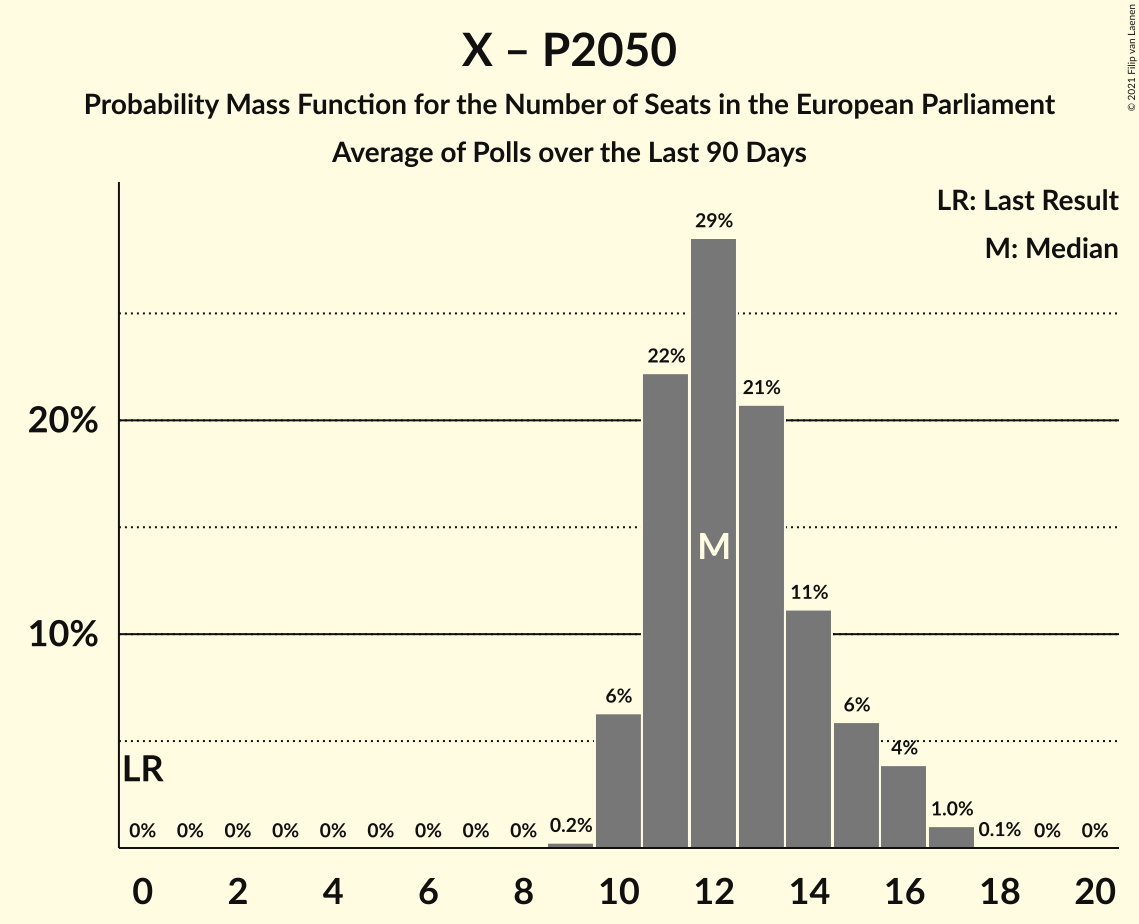 X – P2050
Probability Mass Function for the Number of Seats in the European Parliament
Average of Polls over the Last 90 Days
© 2021 Filip van Laenen
LR: Last Result
M: Median
29%
22%
21%
20%
M
11%
10%
6%
6%
4%
LR
0% 0% 0% 0% 0% 0% 0% 0% 0% 0.2% 1.0% 0.1% 0% 0%
0 2 4 6 8 10 12 14 16 18 20